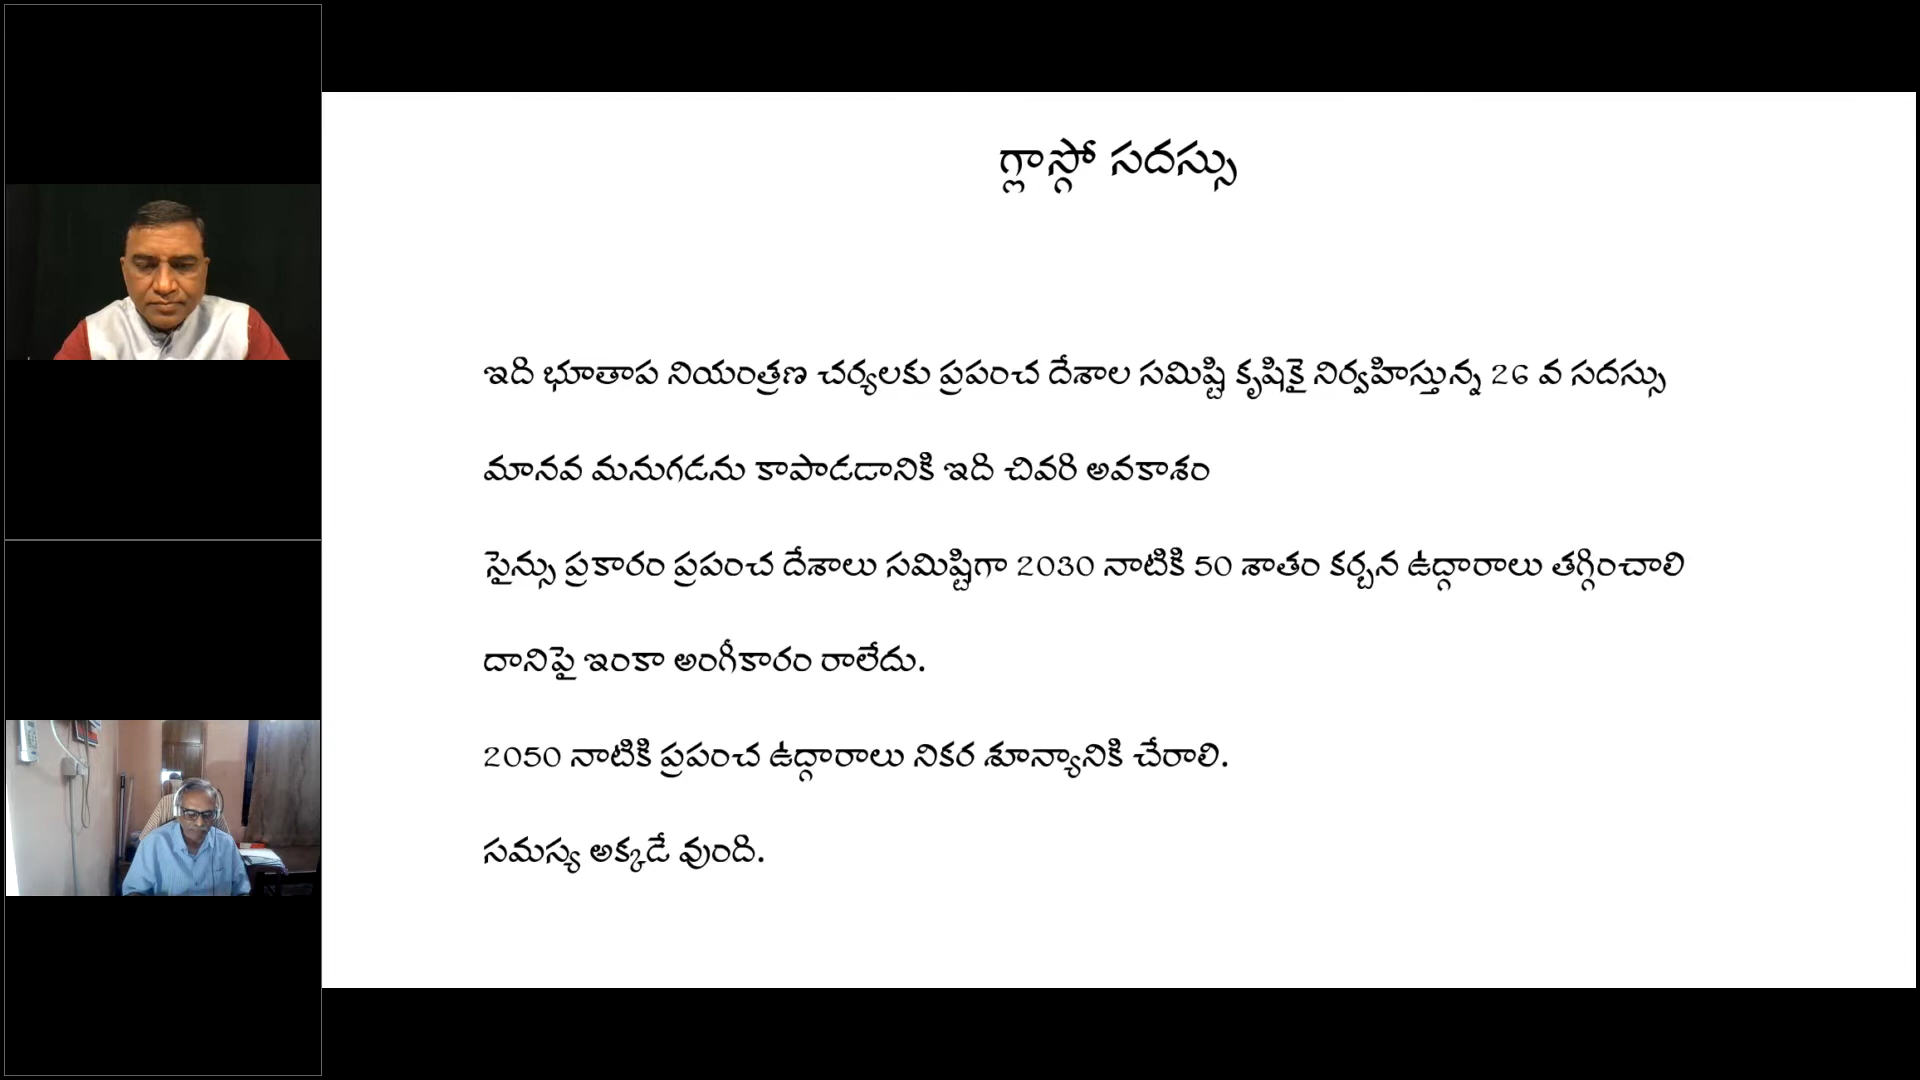 గ్లాస్గో సదస్సు
ఇది భూతాప నియంత్రణ చర్యలకు ప్రపంచ దేశాల సమిష్టి కృషికై నిర్వహిస్తున్న 26 వ సదస్సు
మానవ మనుగడను కాపాడడానికి ఇది చివరి అవకాశం
సైన్సు ప్రకారం ప్రపంచ దేశాలు సమిష్టిగా 2030 నాటికి 50 శాతం కర్బన ఉద్గారాలు తగ్గించాలి
దానిపై ఇంకా అంగీకారం రాలేదు.
2050 నాటికి ప్రపంచ ఉద్గారాలు నికర శూన్యానికి చేరాలి.
సమస్య అక్కడే వుంది.